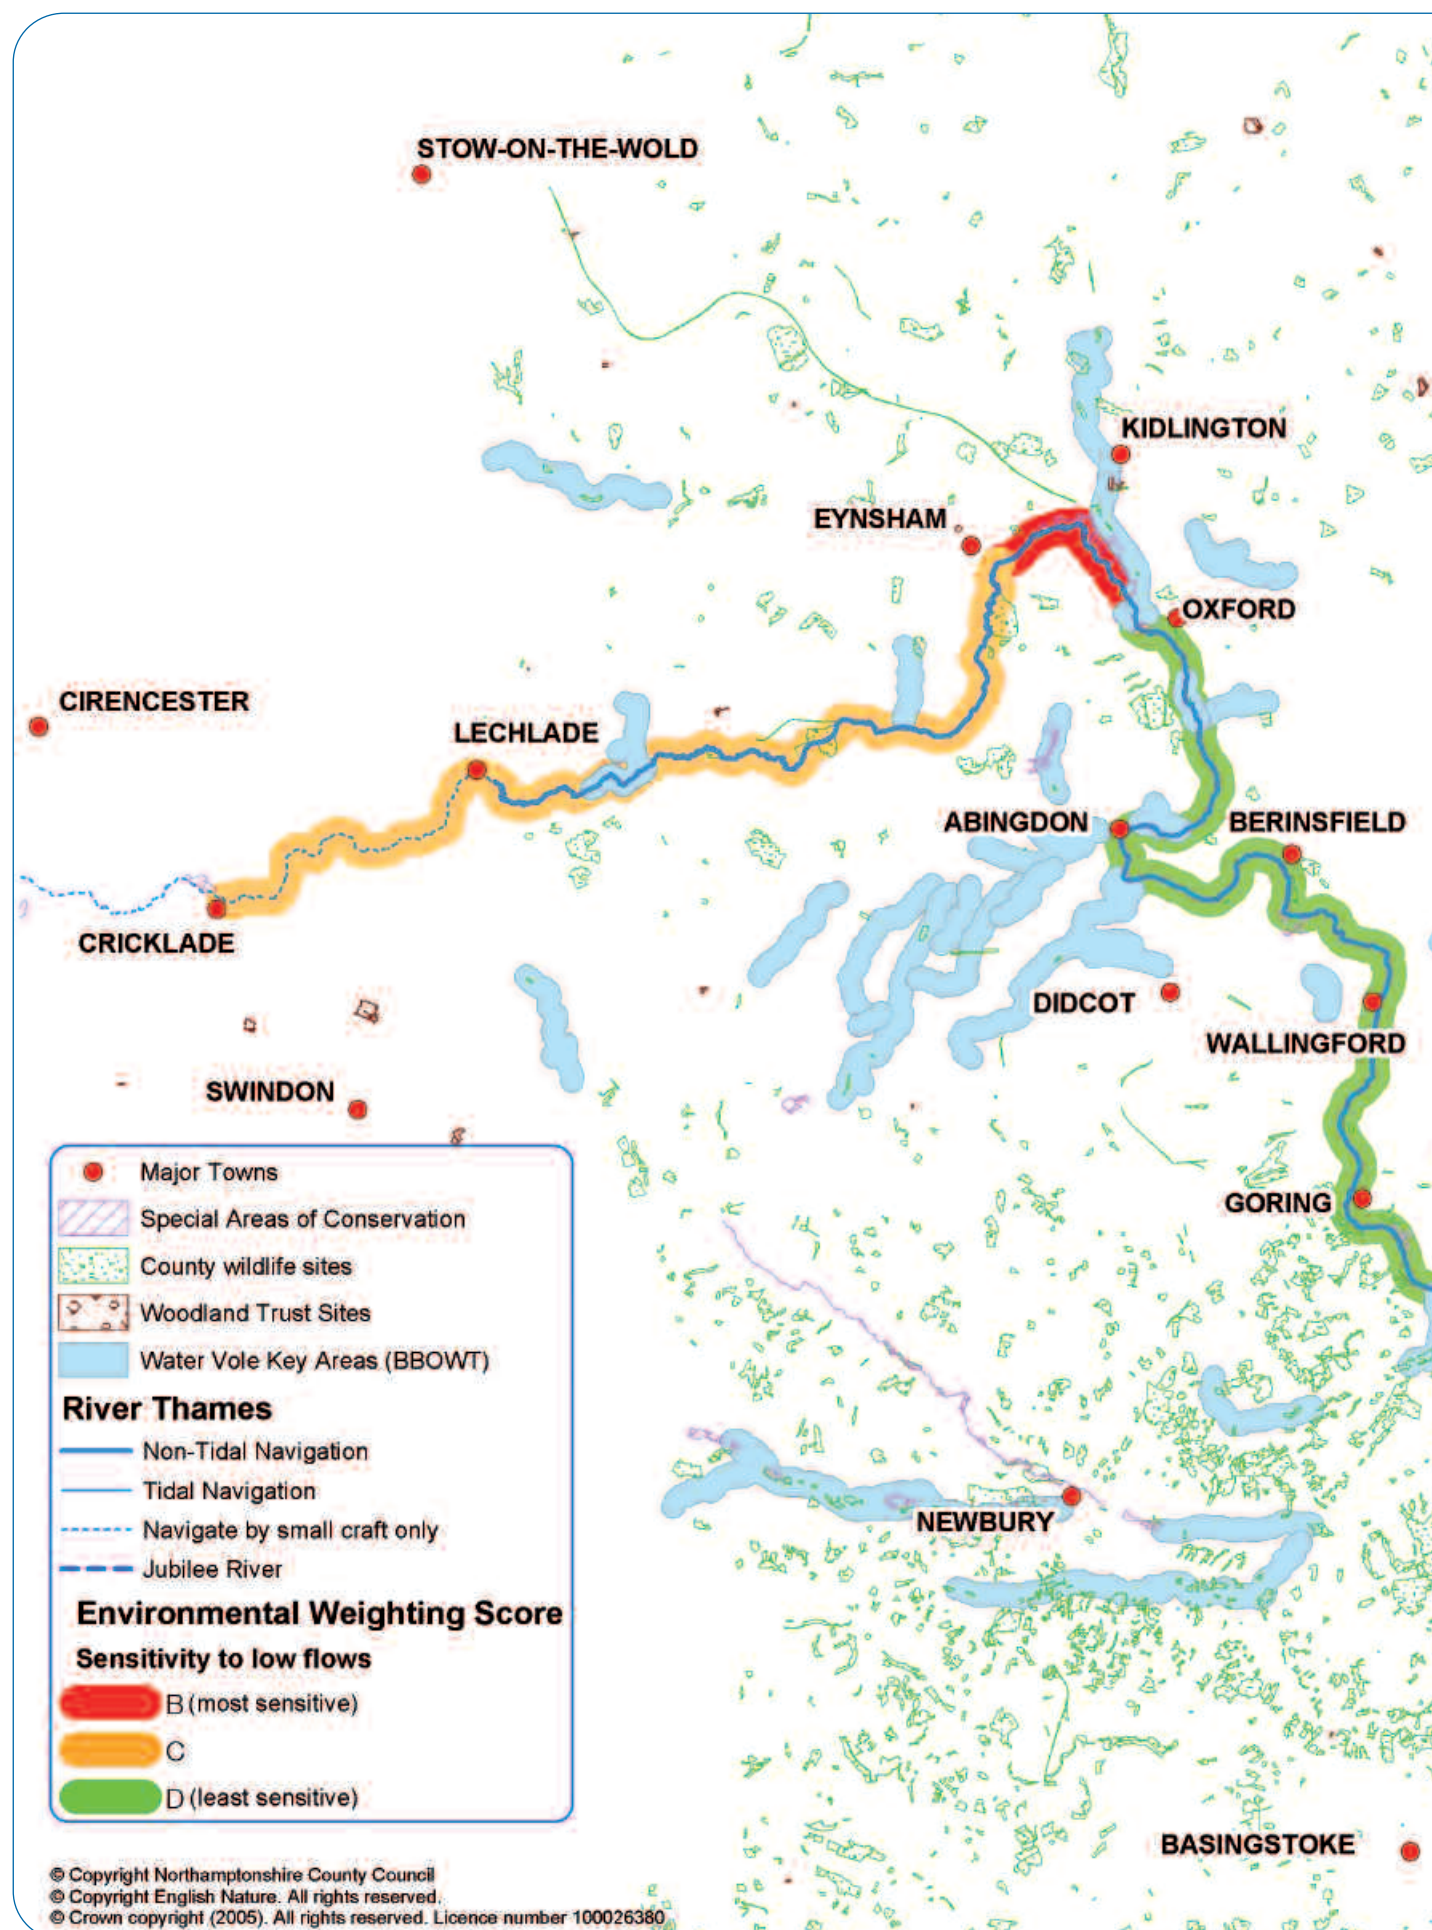 STOW-ON-THE-WOLD
KIDLINGTON
EYNSHAM
OXFORD
CIRENCESTER
LECHLADE
ABINGDON
BERINSFIELD
CRICKLADE
DIDCOT
WALLINGFORD
SWINDON
GORING
NEWBURY
BASINGSTOKE
Major Towns
Special Areas of Conservation
County wildlife sites
Woodland Trust Sites
Water Vole Key Areas (BBOWT)
River Thames
Non-Tidal Navigation
Tidal Navigation
Navigate by small craft only
Jubilee River
Environmental Weighting Score
Sensitivity to low flows
B (most sensitive)
C
D (least sensitive)
© Copyright Northamptonshire County Council
© Copyright English Nature. All rights reserved.
© Crown copyright (2005). All rights reserved. Licence number 100026380